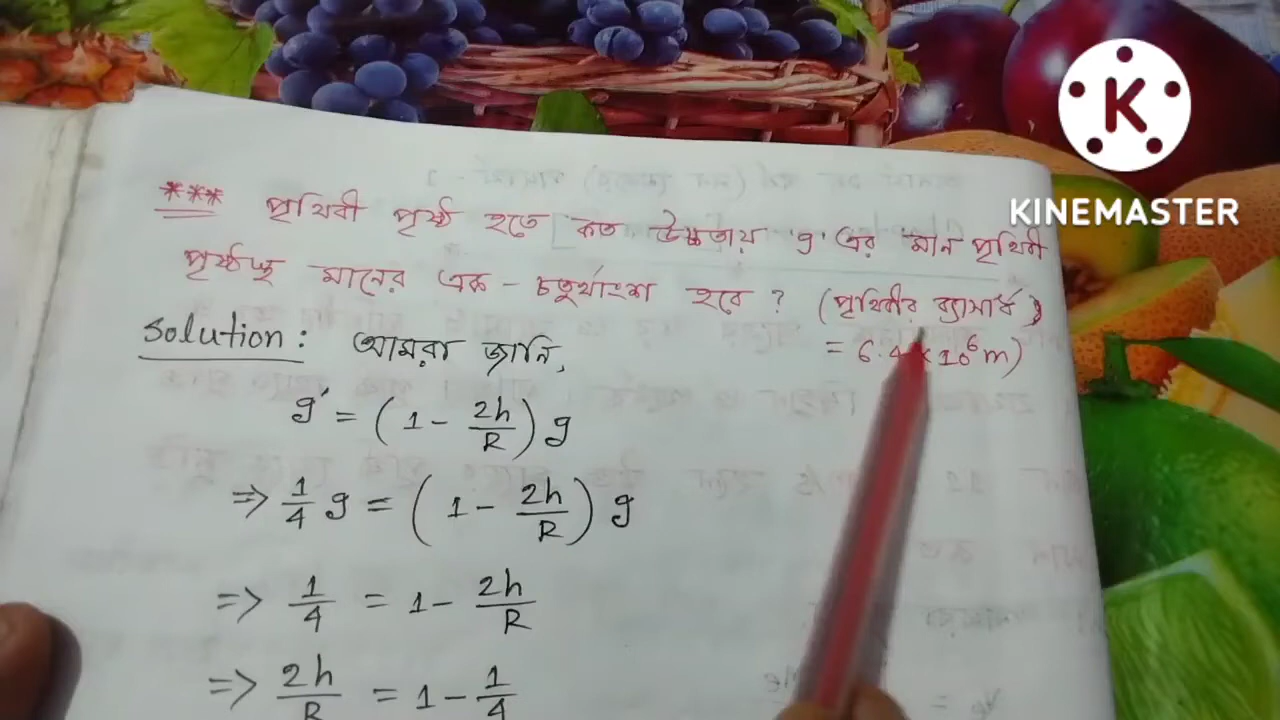 KINEMASTER
*** পৃথিবী পৃষ্ঠ হতে কত উচ্চতায় 'g' এর মান পৃথিবী
পৃষ্ঠস্থ মানের এক - চতুর্থাংশ হবে ? (পৃথিবীর ব্যাসার্ধ )
= 6.4 × 10⁶ m)
Solution : আমরা জানি,
g' = (1 - 2h/R) g
=> 1/4 g = (1 - 2h/R) g
=> 1/4 = 1 - 2h/R
=> 2h/R = 1 - 1/4